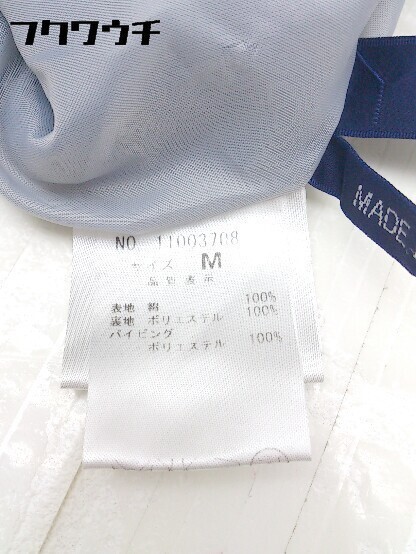 フクワウチ
MADE
NO 11003708
サイズ M
品質表示
表地 綿 100%
裏地 ポリエステル 100%
パイピング
ポリエステル 100%